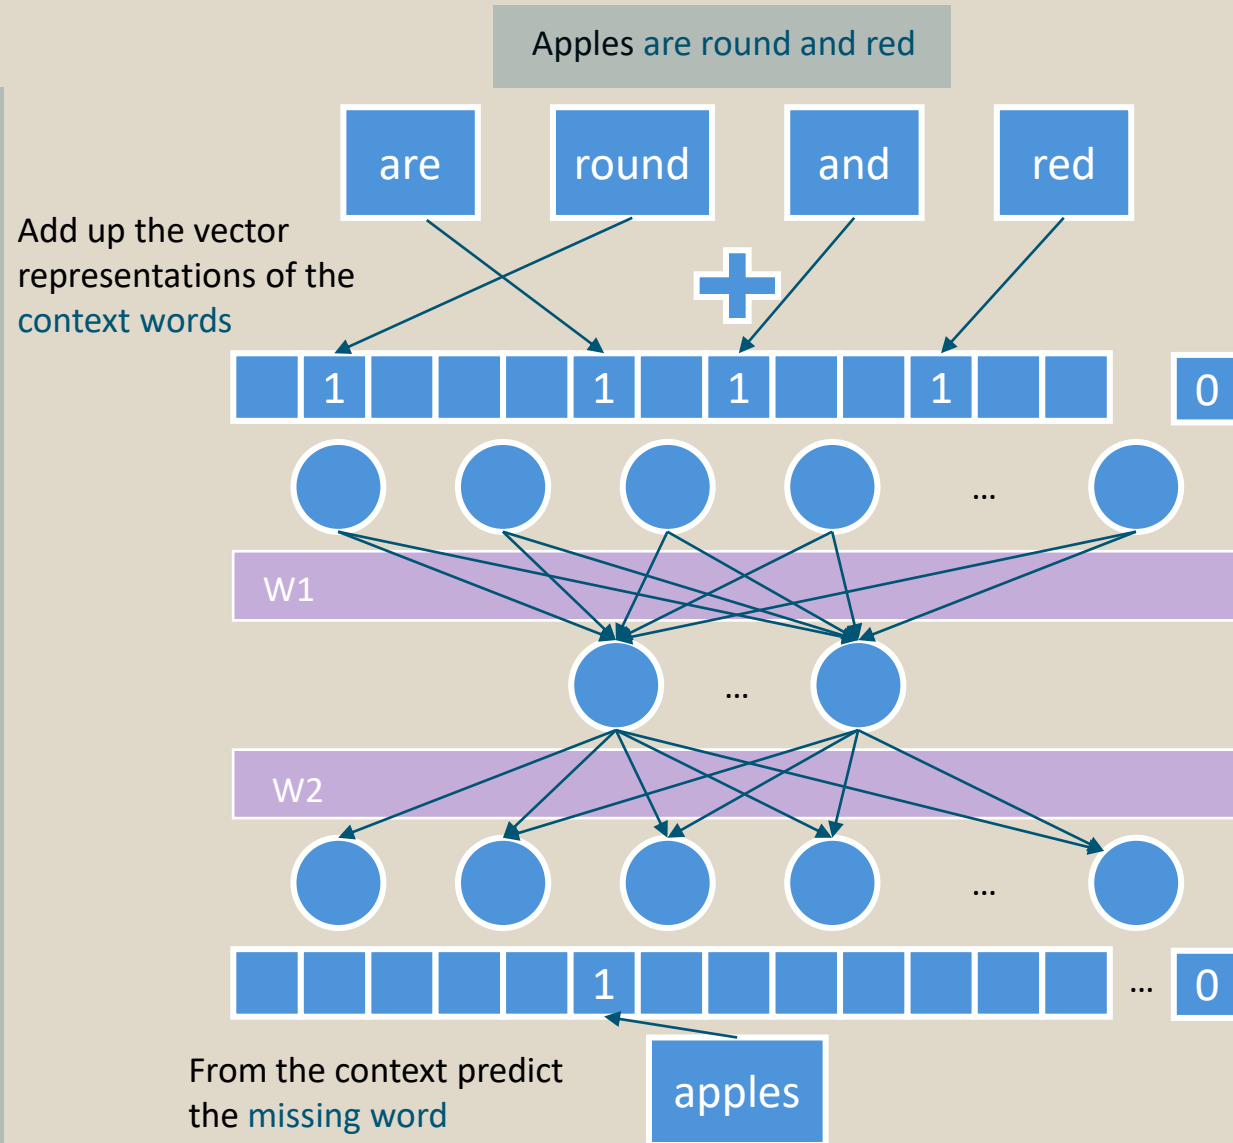 Apples are round and red
are round and red
Add up the vector
representations of the
context words
1 1 1 1 0
...
W1
...
W2
...
1 ... 0
From the context predict
the missing word
apples